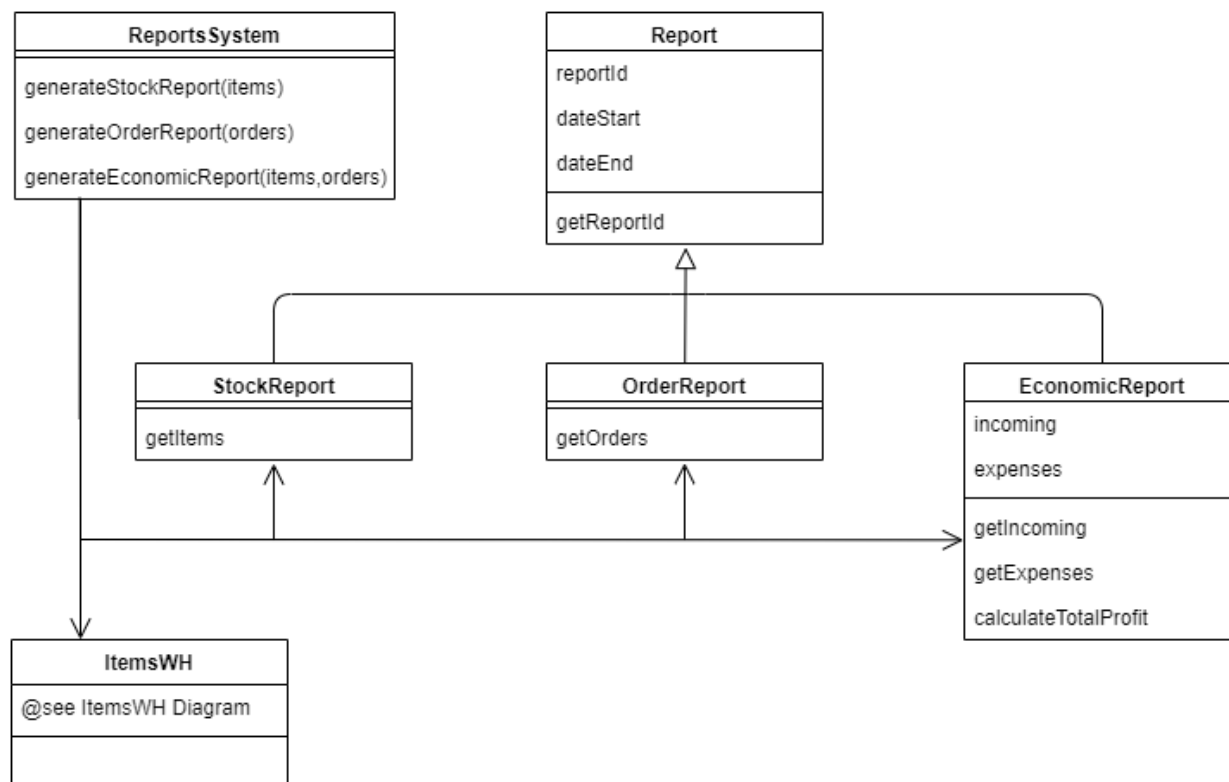 ReportsSystem
generateStockReport(items)
generateOrderReport(orders)
generateEconomicReport(items,orders)
Report
reportId
dateStart
dateEnd
getReportId
StockReport
getItems
OrderReport
getOrders
EconomicReport
incoming
expenses
getIncoming
getExpenses
calculateTotalProfit
ItemsWH
@see ItemsWH Diagram